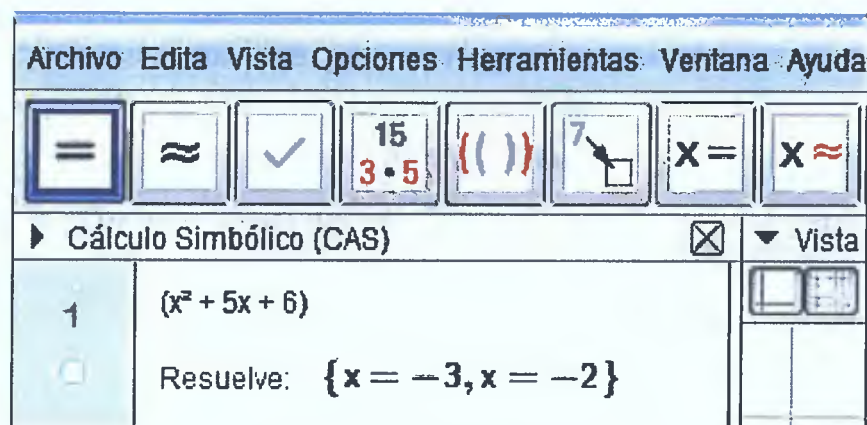 Archivo Edita Vista Opciones Herramientas Ventana Ayuda
= ≈ ✓ 15 3 • 5 (( )) 7 x = x ≈
Cálculo Simbólico (CAS) Vista
1 (x² + 5x + 6)
Resuelve: {x = −3, x = −2}